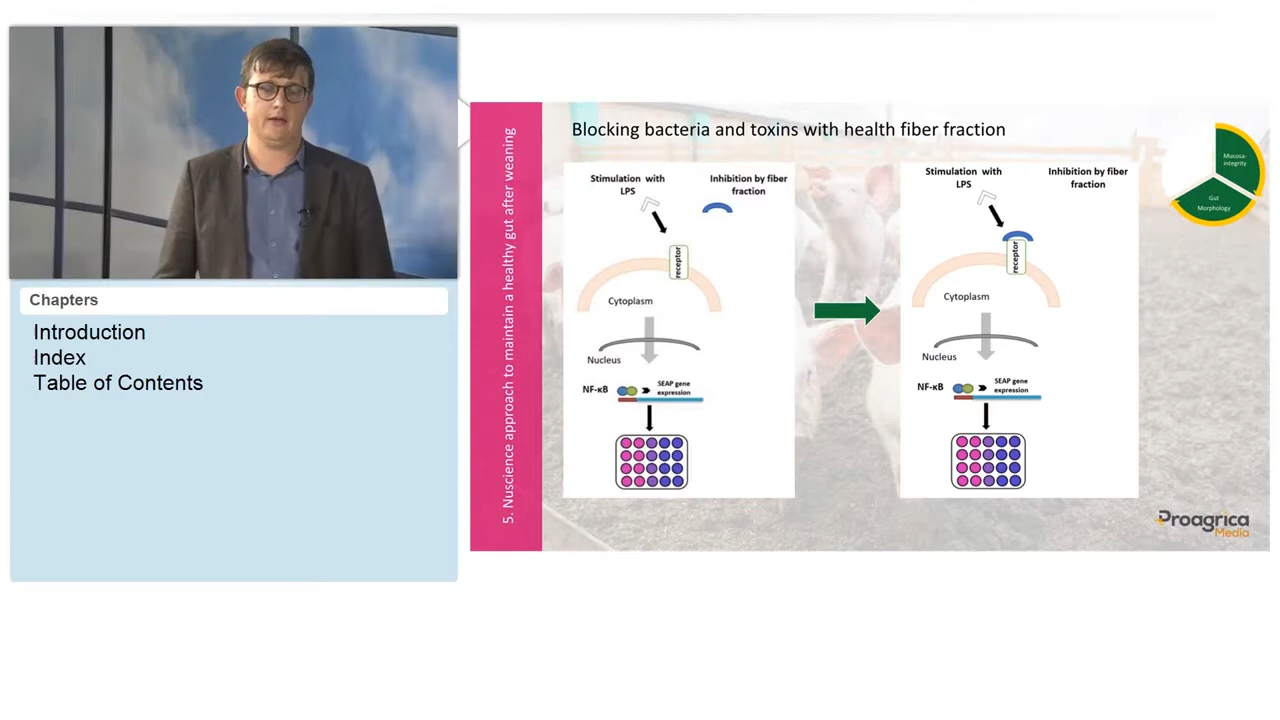 Chapters
Introduction
Index
Table of Contents
5. Nuscience approach to maintain a healthy gut after weaning
Blocking bacteria and toxins with health fiber fraction
Stimulation with
LPS
Inhibition by fiber
fraction
receptor
Cytoplasm
Nucleus
NF-κB
SEAP gene
expression
Stimulation with
LPS
Inhibition by fiber
fraction
receptor
Cytoplasm
Nucleus
NF-κB
SEAP gene
expression
Mucosa-
integrity
Gut
Morphology
Proagrica
Media